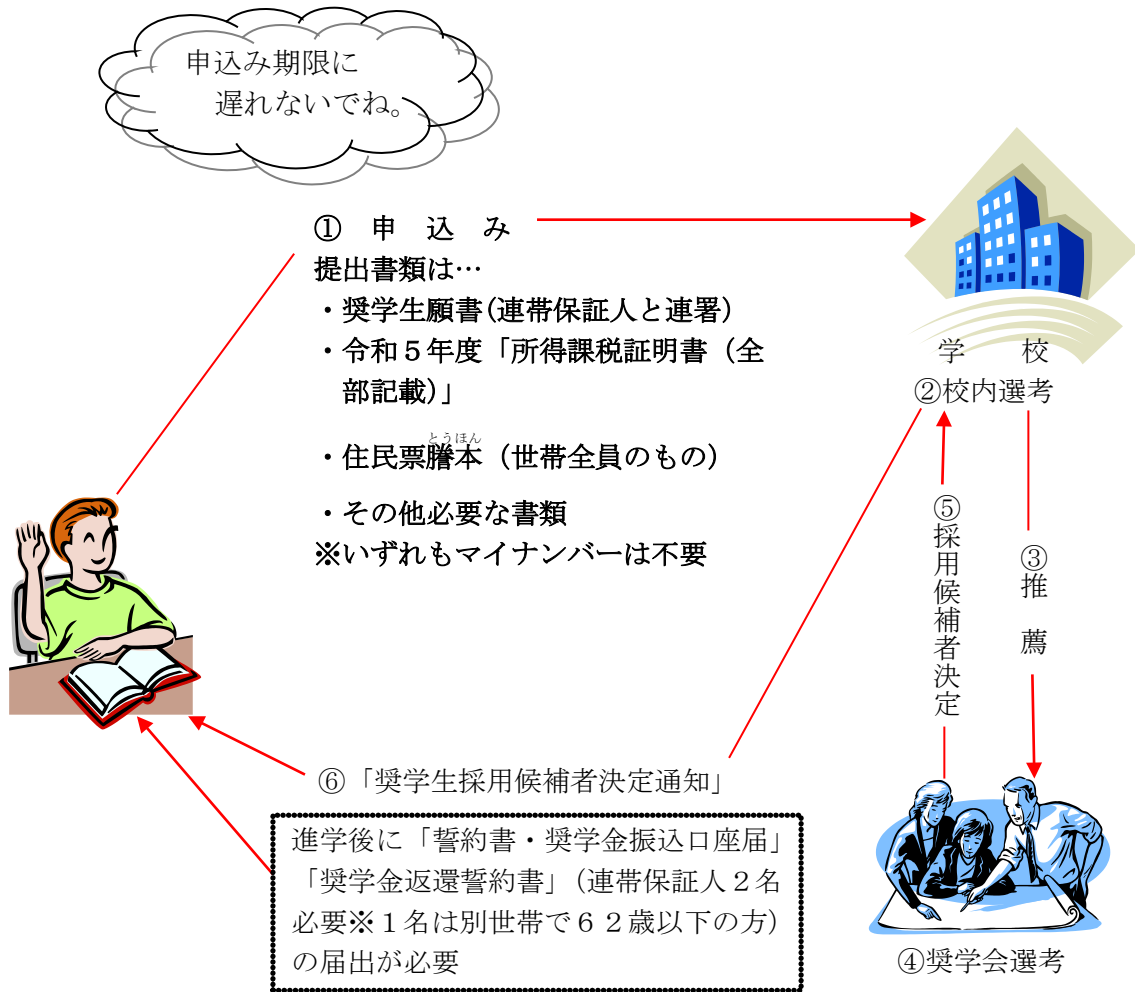 申込み期限に
遅れないでね。
① 申 込 み
提出書類は…
・奨学生願書(連帯保証人と連署)
・令和５年度「所得課税証明書（全
部記載)」
とうほん
・住民票謄本（世帯全員のもの）
・その他必要な書類
※いずれもマイナンバーは不要
学 校
②校内選考
③推 薦
④奨学会選考
⑤採用候補者決定
⑥「奨学生採用候補者決定通知」
進学後に「誓約書・奨学金振込口座届」
「奨学金返還誓約書」（連帯保証人２名
必要※１名は別世帯で６２歳以下の方）
の届出が必要